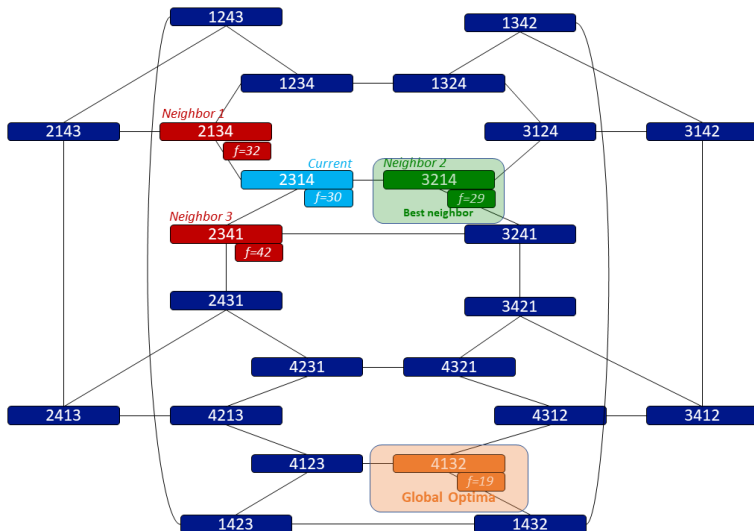 1243
1342
1234
1324
Neighbor 1
2143
2134
3124
3142
f=32
Current
Neighbor 2
2314
3214
f=30
f=29
Best neighbor
Neighbor 3
2341
3241
f=42
2431
3421
4231
4321
2413
4213
4312
3412
4123
4132
f=19
Global Optima
1423
1432